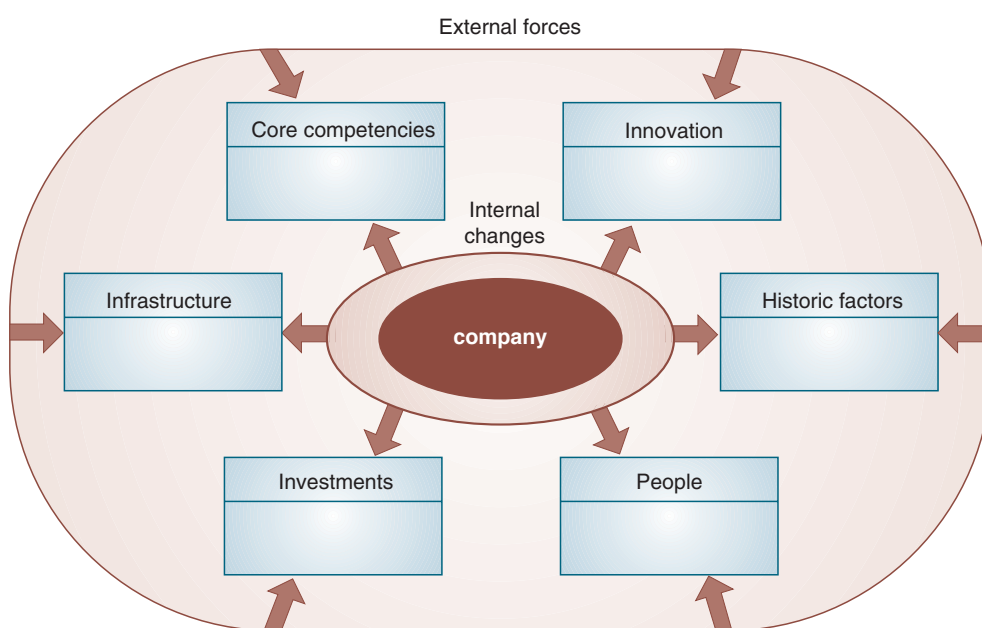 External forces
Core competencies
Innovation
Internal
changes
Infrastructure
Historic factors
company
Investments
People